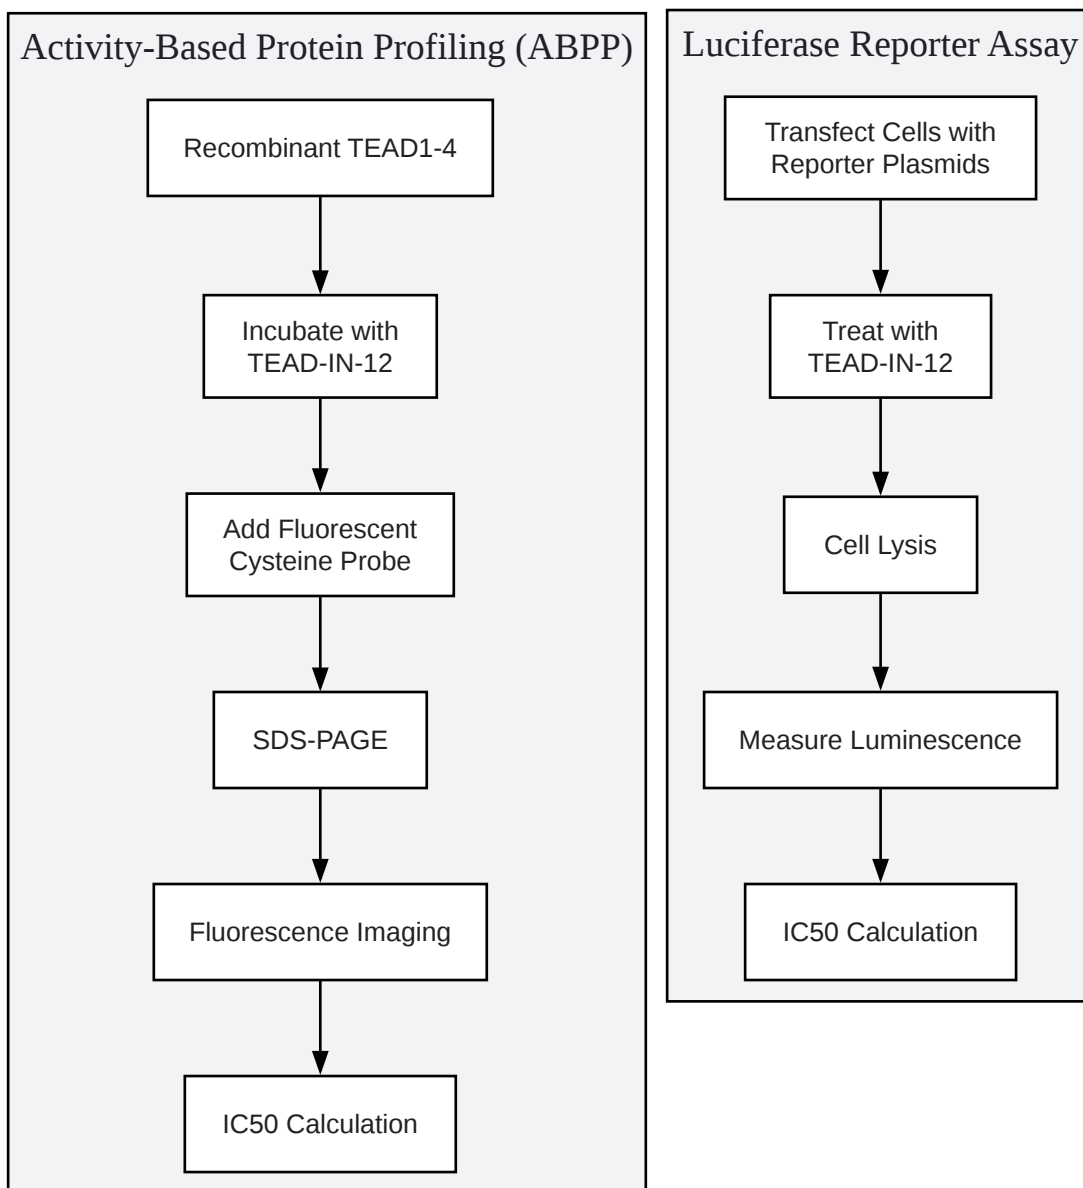 Activity-Based Protein Profiling (ABPP)
Recombinant TEAD1-4
Incubate with
TEAD-IN-12
Add Fluorescent
Cysteine Probe
SDS-PAGE
Fluorescence Imaging
IC50 Calculation
Luciferase Reporter Assay
Transfect Cells with
Reporter Plasmids
Treat with
TEAD-IN-12
Cell Lysis
Measure Luminescence
IC50 Calculation